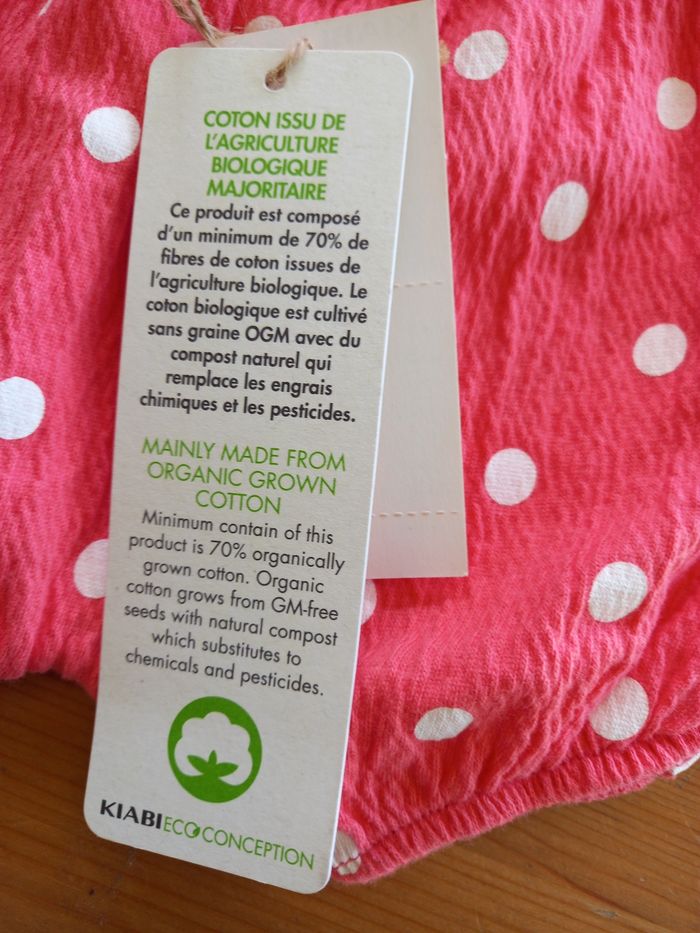 COTON ISSU DE
L'AGRICULTURE
BIOLOGIQUE
MAJORITAIRE
Ce produit est composé
d'un minimum de 70% de
fibres de coton issues de
l'agriculture biologique. Le
coton biologique est cultivé
sans graine OGM avec du
compost naturel qui
remplace les engrais
chimiques et les pesticides.
MAINLY MADE FROM
ORGANIC GROWN
COTTON
Minimum contain of this
product is 70% organically
grown cotton. Organic
cotton grows from GM-free
seeds with natural compost
which substitutes to
chemicals and pesticides.
KIABI ECO CONCEPTION